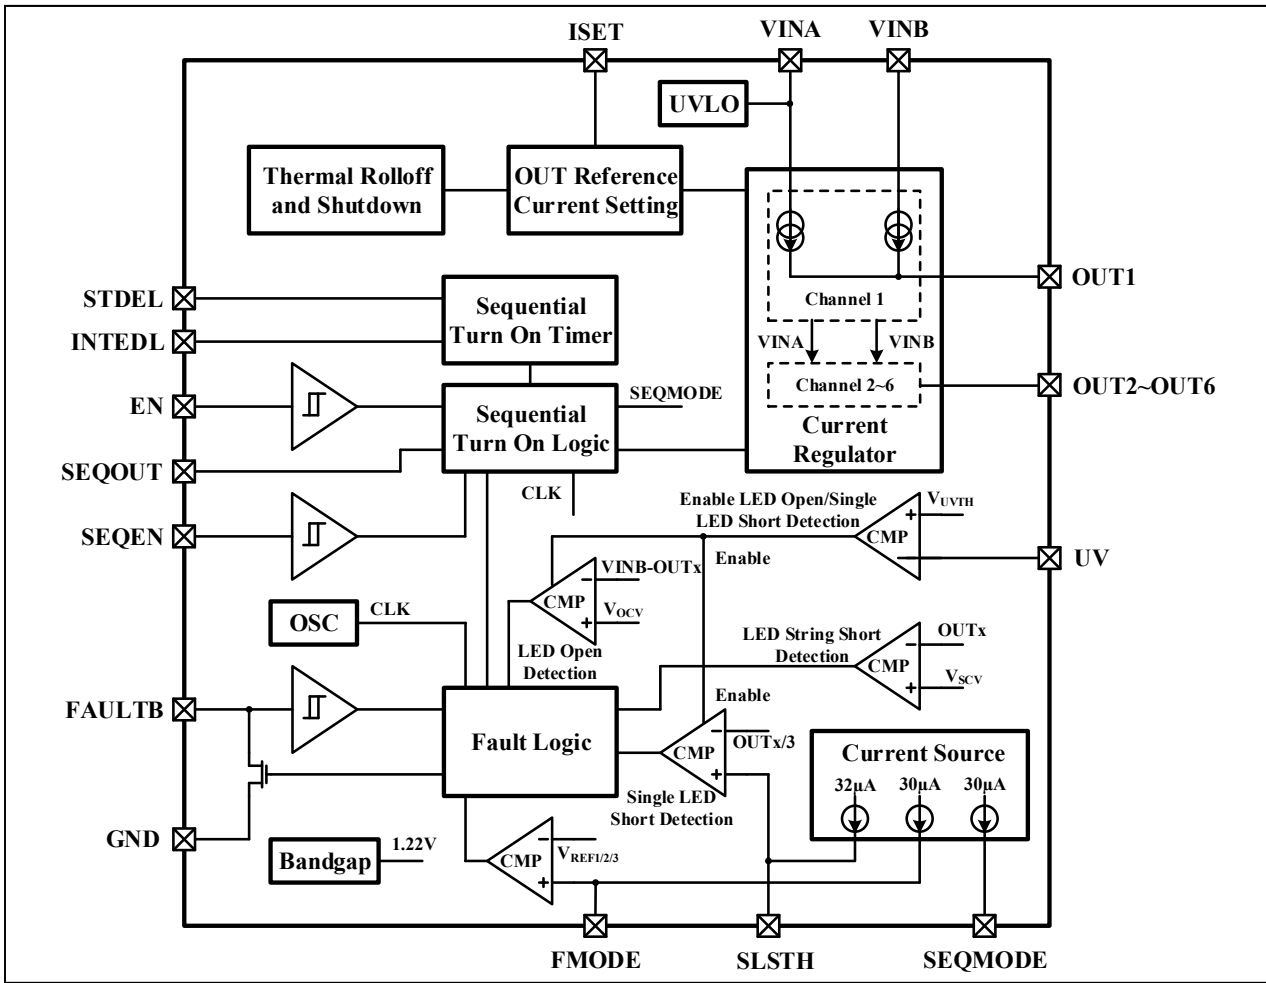 ISET
VINA
VINB
UVLO
Thermal Rolloff
and Shutdown
OUT Reference
Current Setting
Channel 1
VINA
VINB
Channel 2~6
Current
Regulator
OUT1
OUT2~OUT6
STDEL
INTEDL
Sequential
Turn On Timer
EN
Sequential
Turn On Logic
SEQMODE
SEQOUT
CLK
SEQEN
Enable LED Open/Single
LED Short Detection
VUVTH
CMP
UV
Enable
VINB-OUTx
CMP
VOCV
LED Open
Detection
OSC
CLK
LED String Short
Detection
OUTx
CMP
VSCV
FAULTB
Fault Logic
Enable
OUTx/3
CMP
Single LED
Short Detection
Current Source
32µA
30µA
30µA
GND
Bandgap
1.22V
CMP
VREF1/2/3
FMODE
SLSTH
SEQMODE